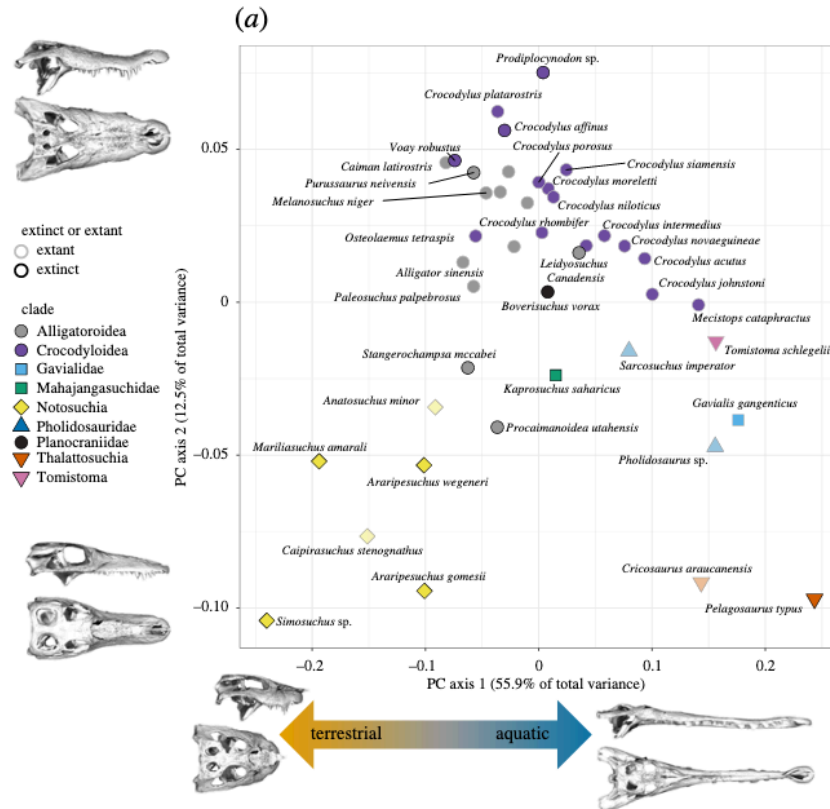 (a)
extinct or extant
extant
extinct
clade
Alligatoroidea
Crocodyloidea
Gavialidae
Mahajangasuchidae
Notosuchia
Pholidosauridae
Planocraniidae
Thalattosuchia
Tomistoma
PC axis 2 (12.5% of total variance)
0.05
0
−0.05
−0.10
Prodiplocynodon sp.
Crocodylus platarostris
Crocodylus affinus
Voay robustus
Crocodylus porosus
Caiman latirostris
Crocodylus siamensis
Purussaurus neivensis
Crocodylus moreletti
Melanosuchus niger
Crocodylus niloticus
Crocodylus rhombifer
Crocodylus intermedius
Osteolaemus tetraspis
Crocodylus novaeguineae
Leidyosuchus
Canadensis
Crocodylus acutus
Alligator sinensis
Crocodylus johnstoni
Paleosuchus palpebrosus
Boverisuchus vorax
Mecistops cataphractus
Stangerochampsa mccabei
Tomistoma schlegelii
Sarcosuchus imperator
Kaprosuchus saharicus
Anatosuchus minor
Gavialis gangenticus
Procaimanoidea utahensis
Mariliasuchus amarali
Pholidosaurus sp.
Araripesuchus wegeneri
Caipirasuchus stenognathus
Cricosaurus araucanensis
Araripesuchus gomesii
Pelagosaurus typus
Simosuchus sp.
−0.2
−0.1
0
0.1
0.2
PC axis 1 (55.9% of total variance)
terrestrial
aquatic